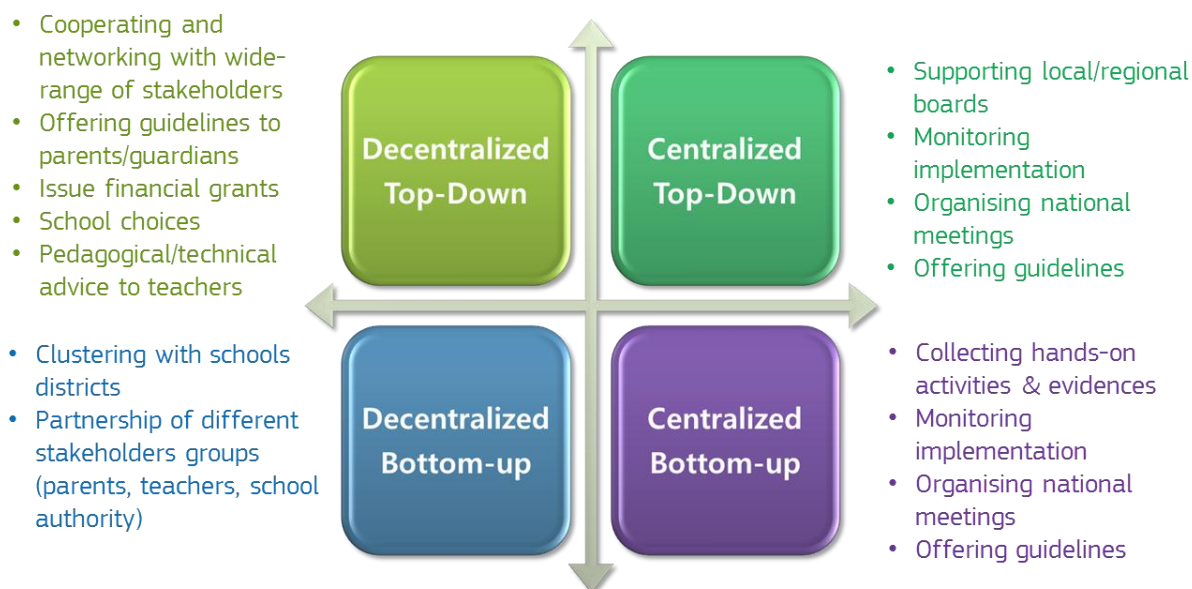 • Cooperating and
networking with wide-
range of stakeholders
• Offering guidelines to
parents/guardians
• Issue financial grants
• School choices
• Pedagogical/technical
advice to teachers
Decentralized
Top-Down
Centralized
Top-Down
• Supporting local/regional
boards
• Monitoring
implementation
• Organising national
meetings
• Offering guidelines
• Clustering with schools
districts
• Partnership of different
stakeholders groups
(parents, teachers, school
authority)
Decentralized
Bottom-up
Centralized
Bottom-up
• Collecting hands-on
activities & evidences
• Monitoring
implementation
• Organising national
meetings
• Offering guidelines